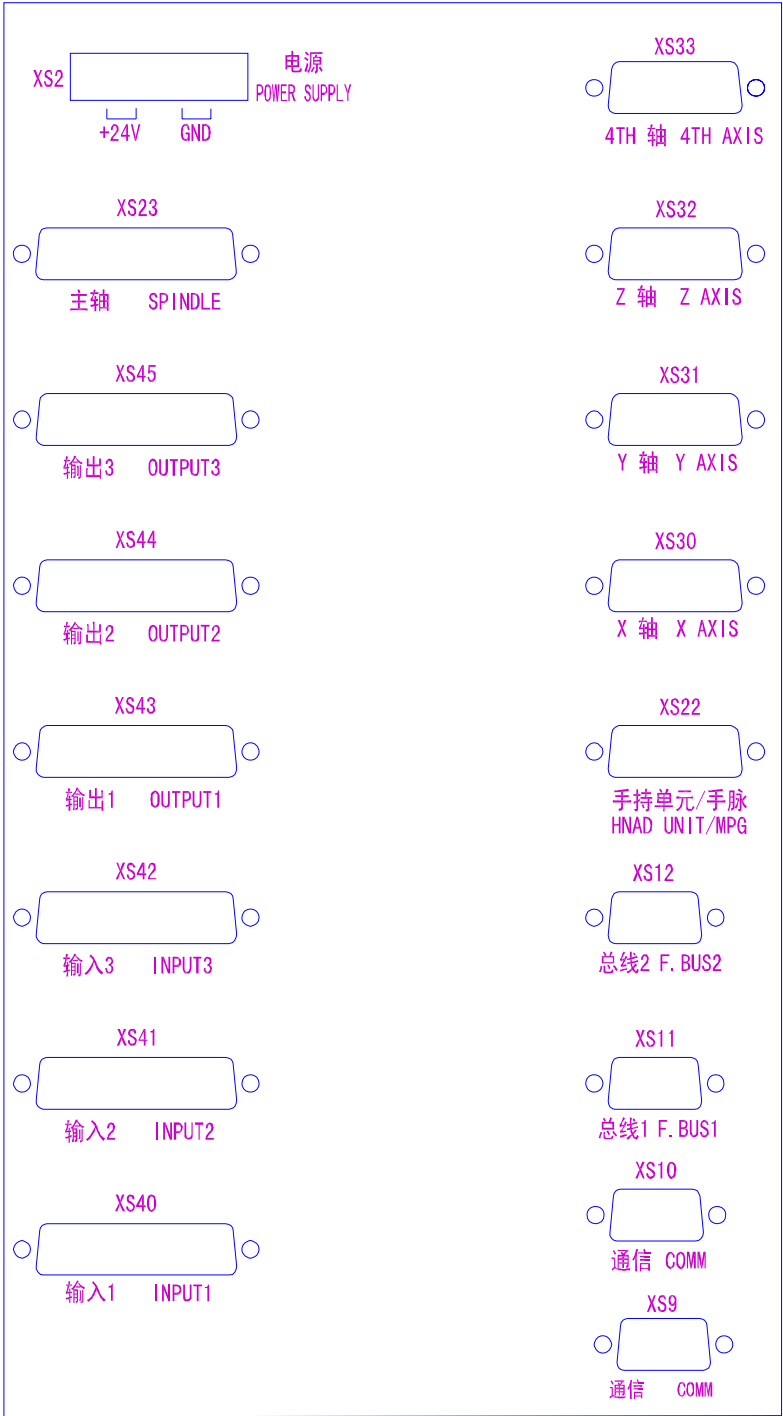 XS2
电源
POWER SUPPLY
+24V GND
XS23
主轴 SPINDLE
XS45
输出3 OUTPUT3
XS44
输出2 OUTPUT2
XS43
输出1 OUTPUT1
XS42
输入3 INPUT3
XS41
输入2 INPUT2
XS40
输入1 INPUT1
XS33
4TH 轴 4TH AXIS
XS32
Z 轴 Z AXIS
XS31
Y 轴 Y AXIS
XS30
X 轴 X AXIS
XS22
手持单元/手脉
HNAD UNIT/MPG
XS12
总线2 F.BUS2
XS11
总线1 F.BUS1
XS10
通信 COMM
XS9
通信 COMM